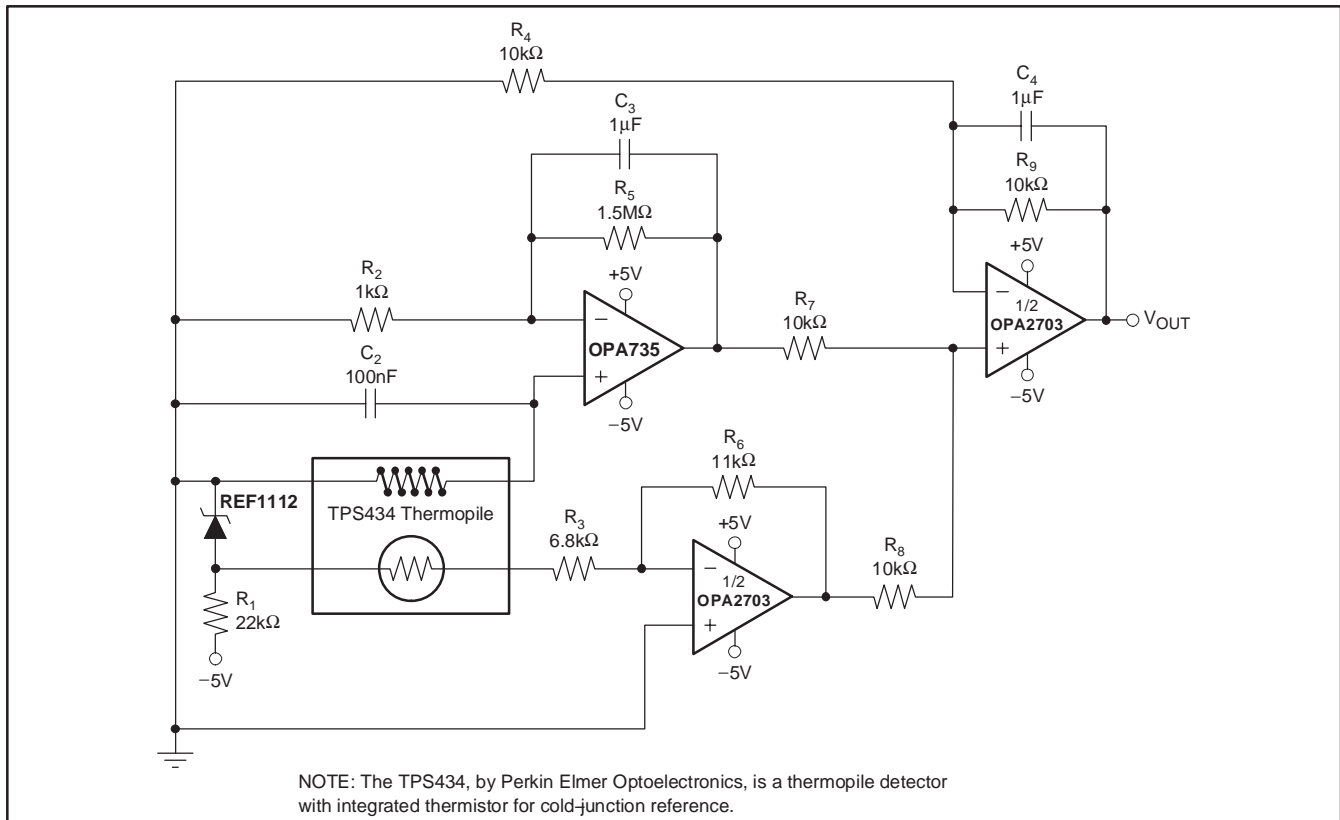 R4
10kΩ
C4
1μF
C3
1μF
R9
10kΩ
R5
1.5MΩ
+5V
R2
1kΩ
+5V
R7
10kΩ
−
1/2
OPA2703
+
VOUT
−
OPA735
+
C2
100nF
−5V
−5V
R6
11kΩ
REF1112
TPS434 Thermopile
R3
6.8kΩ
+5V
R8
10kΩ
−
1/2
OPA2703
+
R1
22kΩ
−5V
−5V
NOTE: The TPS434, by Perkin Elmer Optoelectronics, is a thermopile detector
with integrated thermistor for cold-junction reference.